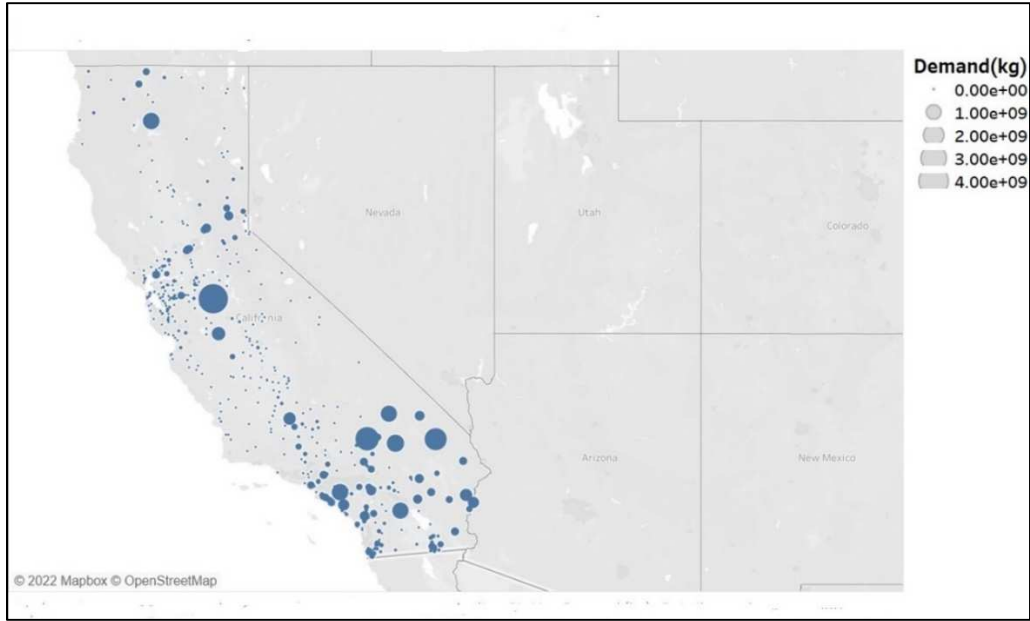 Demand(kg)
0.00e+00
1.00e+09
2.00e+09
3.00e+09
4.00e+09
Nevada
Utah
Colorado
California
Arizona
New Mexico
© 2022 Mapbox © OpenStreetMap